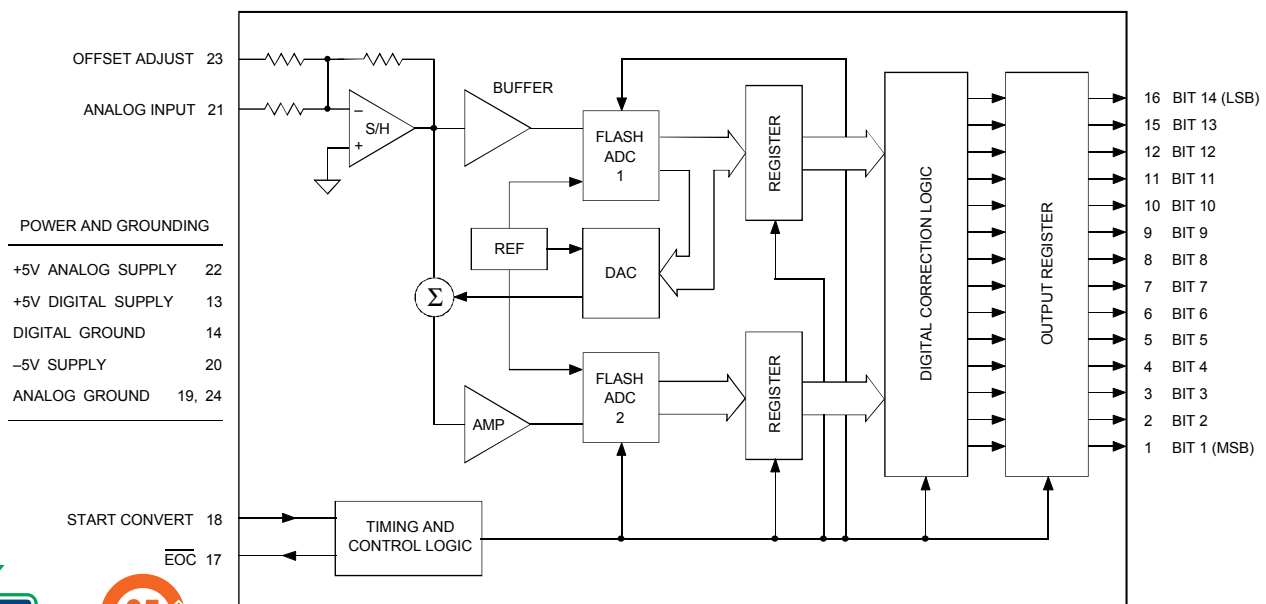 OFFSET ADJUST 23
ANALOG INPUT 21
–
S/H
+
BUFFER
FLASH
ADC
1
REGISTER
REF
DAC
Σ
FLASH
ADC
2
AMP
REGISTER
DIGITAL CORRECTION LOGIC
OUTPUT REGISTER
16 BIT 14 (LSB)
15 BIT 13
12 BIT 12
11 BIT 11
10 BIT 10
9 BIT 9
8 BIT 8
7 BIT 7
6 BIT 6
5 BIT 5
4 BIT 4
3 BIT 3
2 BIT 2
1 BIT 1 (MSB)
POWER AND GROUNDING
+5V ANALOG SUPPLY 22
+5V DIGITAL SUPPLY 13
DIGITAL GROUND 14
–5V SUPPLY 20
ANALOG GROUND 19, 24
START CONVERT 18
EOC 17
TIMING AND
CONTROL LOGIC